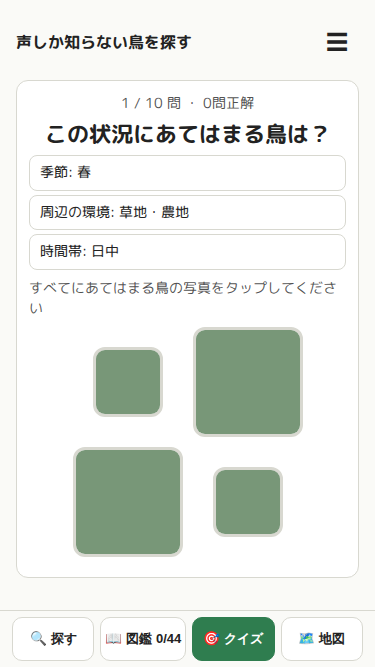 声しか知らない鳥を探す
1 / 10 問 · 0問正解
この状況にあてはまる鳥は？
季節: 春
周辺の環境: 草地・農地
時間帯: 日中
すべてにあてはまる鳥の写真をタップしてくださ
い
🔍 探す
📖 図鑑 0/44
🎯 クイズ
🗺️ 地図